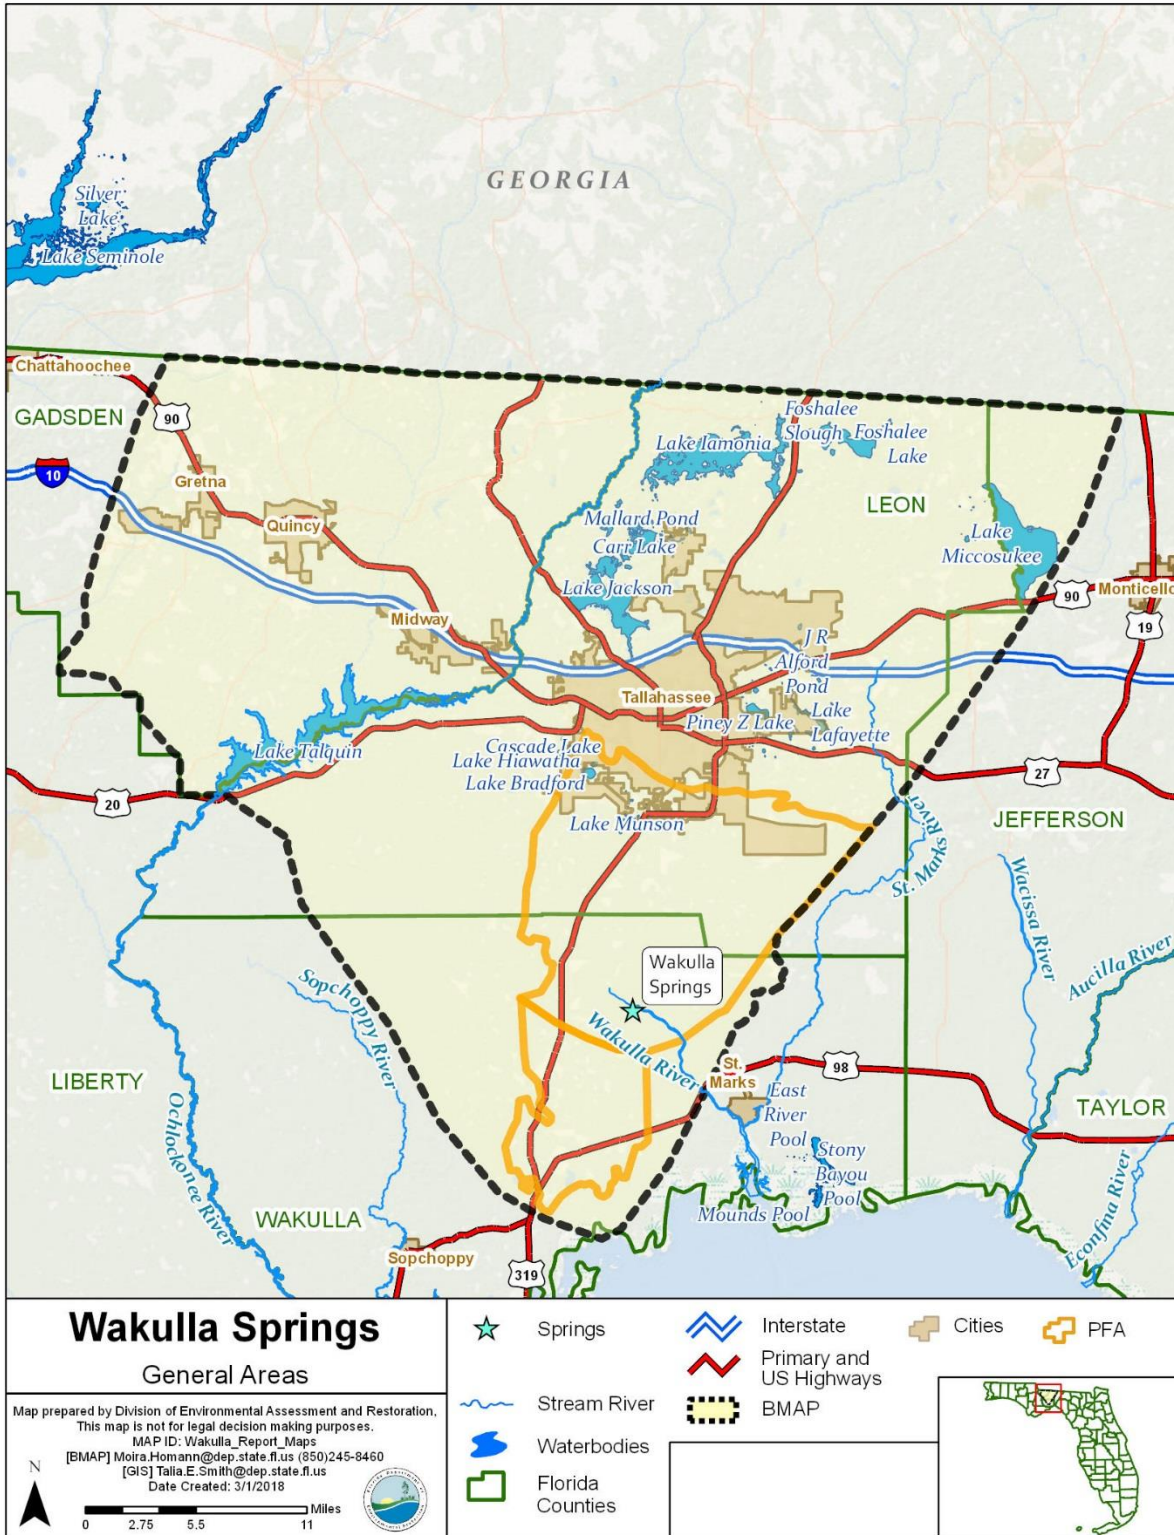 GEORGIA
Silver
Lake
Lake Seminole
Chattahoochee
GADSDEN
90
10
Gretna
Quincy
Foshalee
Slough
Foshalee
Lake
Lake Iamonia
LEON
Mallard Pond
Carr Lake
Lake Jackson
Lake
Miccosukee
90
Monticello
19
Midway
J R
Alford
Pond
Tallahassee
Piney Z Lake
Lake
Lafayette
Lake Talquin
Cascade Lake
Lake Hiawatha
Lake Bradford
20
27
Lake Munson
JEFFERSON
St. Marks River
Wacissa River
Aucilla River
Wakulla
Springs
Sopchoppy River
Wakulla River
LIBERTY
Ochlockonee River
St.
Marks
98
East
River
Pool
TAYLOR
Stony
Bayou
Pool
Mounds Pool
Econfina River
WAKULLA
Sopchoppy
319
Wakulla Springs
General Areas
Map prepared by Division of Environmental Assessment and Restoration,
This map is not for legal decision making purposes.
MAP ID: Wakulla_Report_Maps
[BMAP] Moira.Homann@dep.state.fl.us (850)245-8460
[GIS] Talia.E.Smith@dep.state.fl.us
Date Created: 3/1/2018
N
Miles
0 2.75 5.5 11
Springs
Stream River
Waterbodies
Florida
Counties
Interstate
Primary and
US Highways
BMAP
Cities
PFA